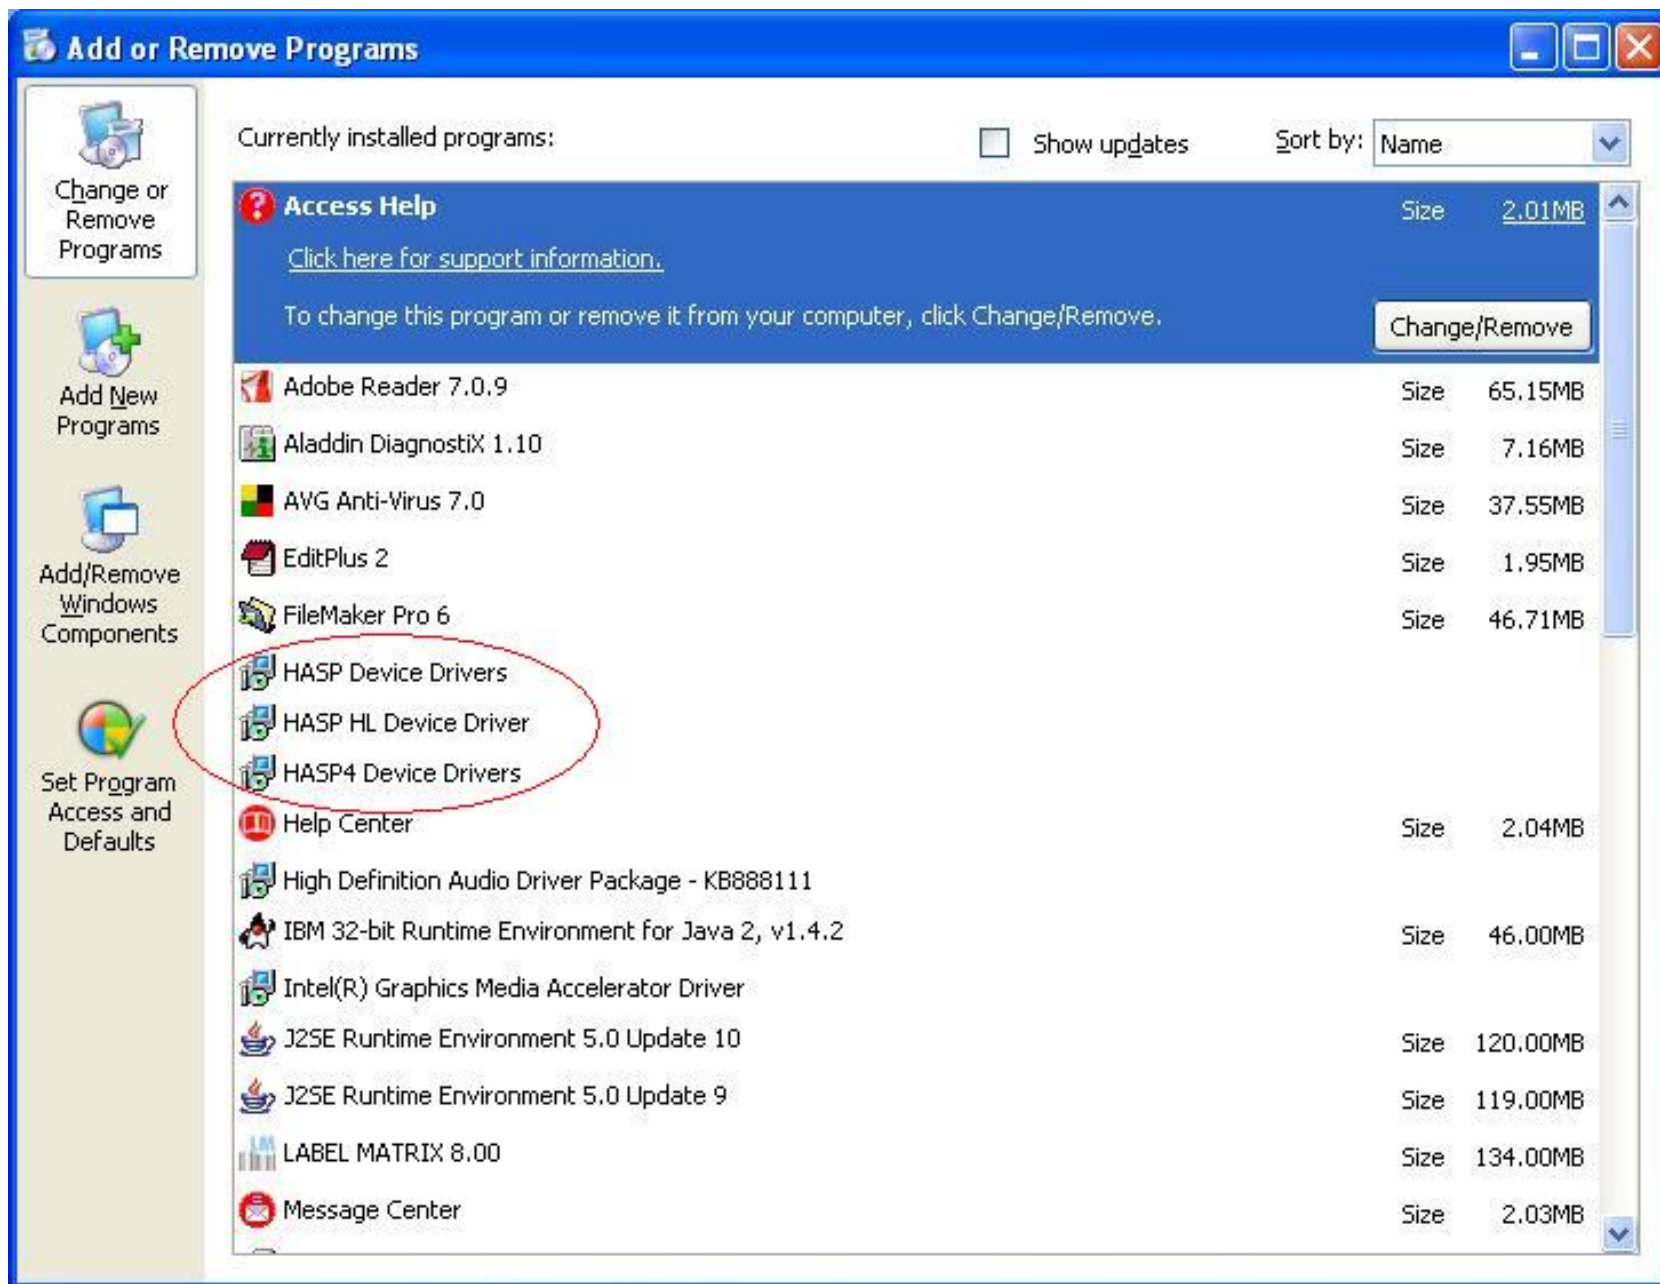 Add or Remove Programs
Change or
Remove
Programs
Add New
Programs
Add/Remove
Windows
Components
Set Program
Access and
Defaults
Currently installed programs:
Show updates
Sort by: Name
Access Help Size 2.01MB
Click here for support information.
To change this program or remove it from your computer, click Change/Remove. Change/Remove
Adobe Reader 7.0.9 Size 65.15MB
Aladdin DiagnostiX 1.10 Size 7.16MB
AVG Anti-Virus 7.0 Size 37.55MB
EditPlus 2 Size 1.95MB
FileMaker Pro 6 Size 46.71MB
HASP Device Drivers
HASP HL Device Driver
HASP4 Device Drivers
Help Center Size 2.04MB
High Definition Audio Driver Package - KB888111
IBM 32-bit Runtime Environment for Java 2, v1.4.2 Size 46.00MB
Intel(R) Graphics Media Accelerator Driver
J2SE Runtime Environment 5.0 Update 10 Size 120.00MB
J2SE Runtime Environment 5.0 Update 9 Size 119.00MB
LABEL MATRIX 8.00 Size 134.00MB
Message Center Size 2.03MB